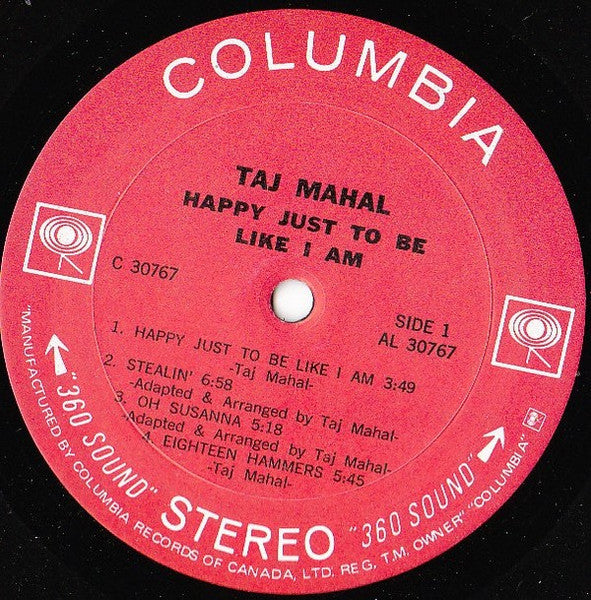 COLUMBIA
TAJ MAHAL
HAPPY JUST TO BE
LIKE I AM
C 30767
SIDE 1
AL 30767
1. HAPPY JUST TO BE LIKE I AM 3:49
-Taj Mahal-
2. STEALIN' 6:58
-Adapted & Arranged by Taj Mahal-
3. OH SUSANNA 5:18
-Adapted & Arranged by Taj Mahal-
4. EIGHTEEN HAMMERS 5:45
-Taj Mahal-
"360 SOUND" STEREO "360 SOUND"
"MANUFACTURED BY COLUMBIA RECORDS OF CANADA, LTD. REG. T.M. OWNER" "COLUMBIA"